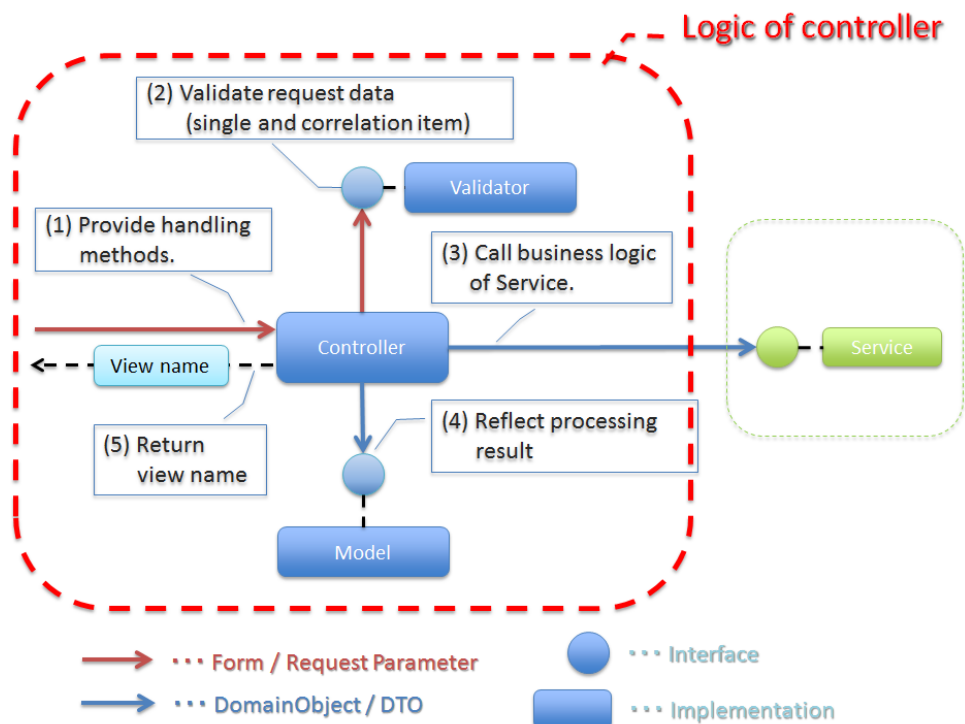 Logic of controller
(2) Validate request data
(single and correlation item)
Validator
(1) Provide handling
methods.
(3) Call business logic
of Service.
Controller
Service
View name
(4) Reflect processing
result
(5) Return
view name
Model
··· Form / Request Parameter
··· Interface
··· DomainObject / DTO
··· Implementation